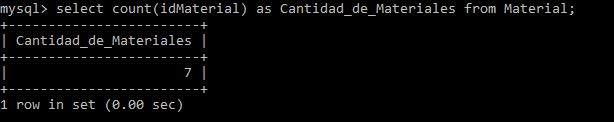 mysql> select count(idMaterial) as Cantidad_de_Materiales from Material;
+------------------------+
| Cantidad_de_Materiales |
+------------------------+
|                      7 |
+------------------------+
1 row in set (0.00 sec)